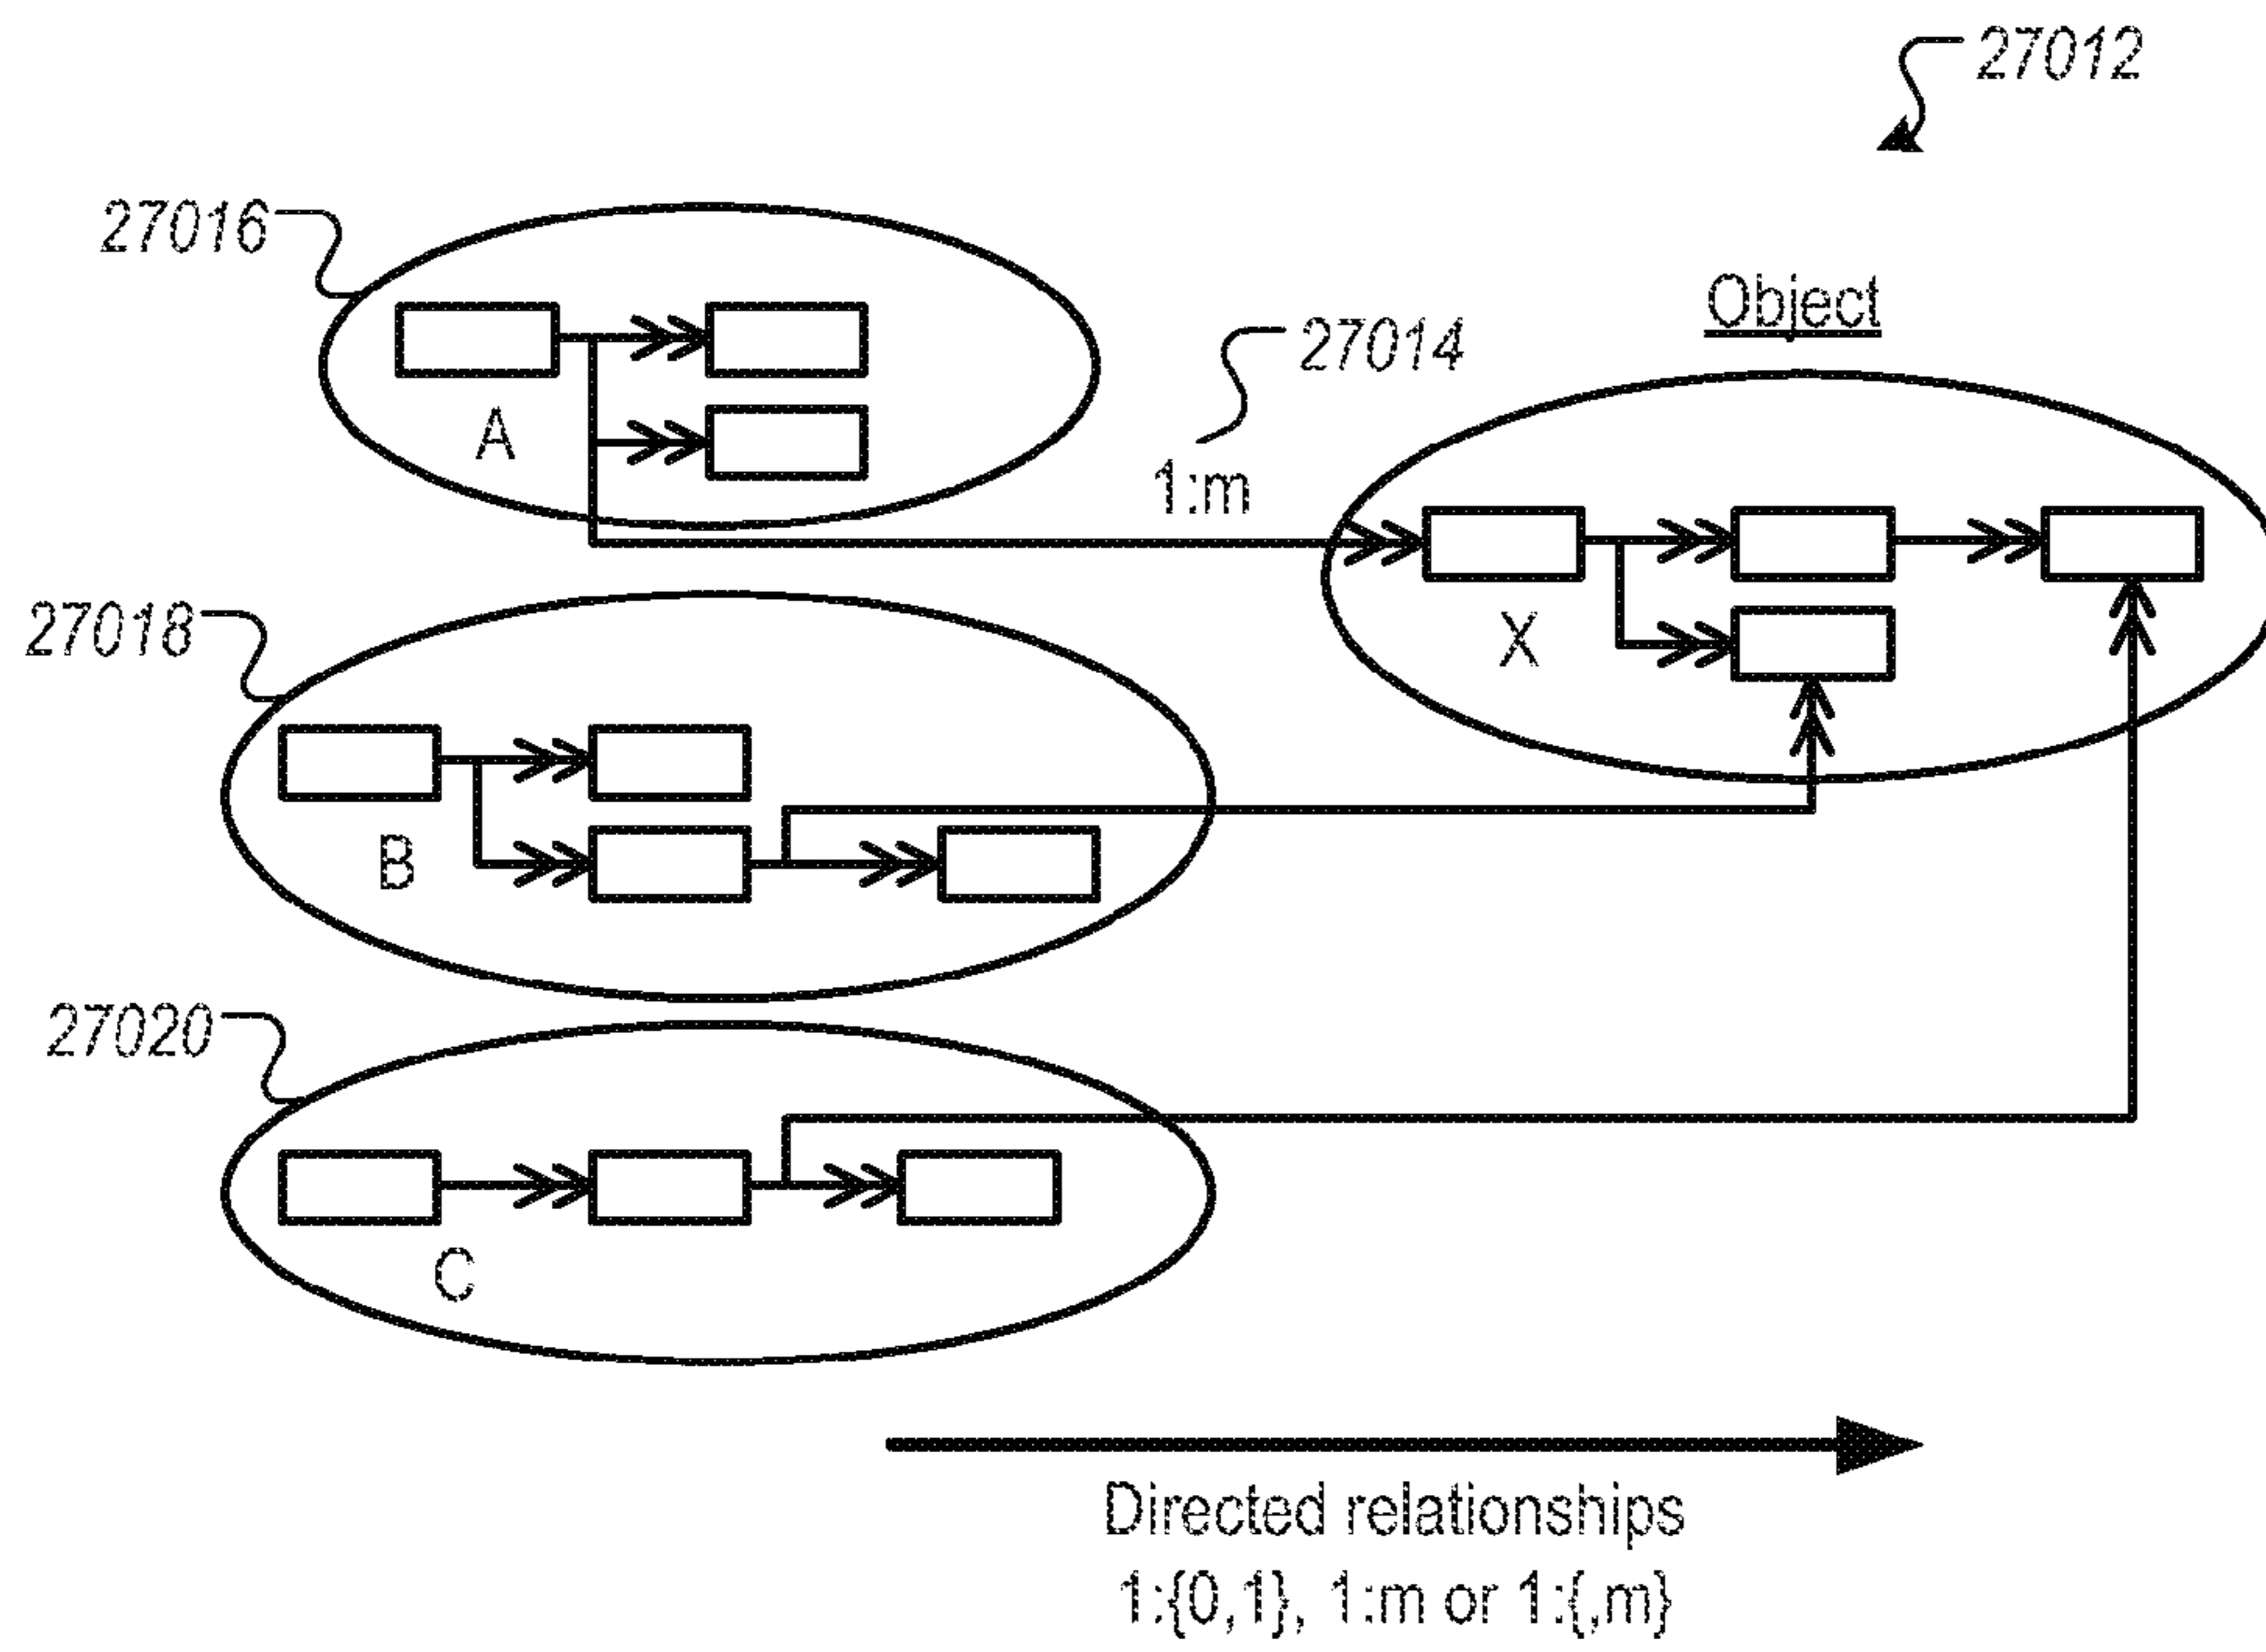 27012
27016
Object
27014
A
1:m
27018
X
B
27020
C
Directed relationships
1:{0,1}, 1:m or 1:{,m}